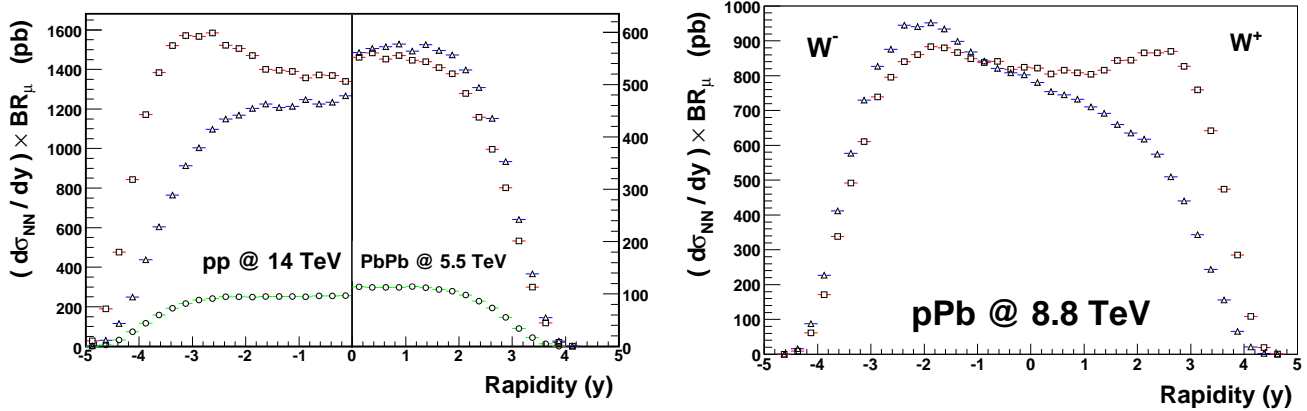 ( dσNN / dy ) × BRμ (pb)
1600
1400
1200
1000
800
600
400
200
0
600
500
400
300
200
100
0
pp @ 14 TeV
PbPb @ 5.5 TeV
-5 -4 -3 -2 -1 0 1 2 3 4 5
Rapidity (y)
( dσNN / dy ) × BRμ (pb)
1000
900
800
700
600
500
400
300
200
100
0
W-
W+
pPb @ 8.8 TeV
-5 -4 -3 -2 -1 0 1 2 3 4 5
Rapidity (y)